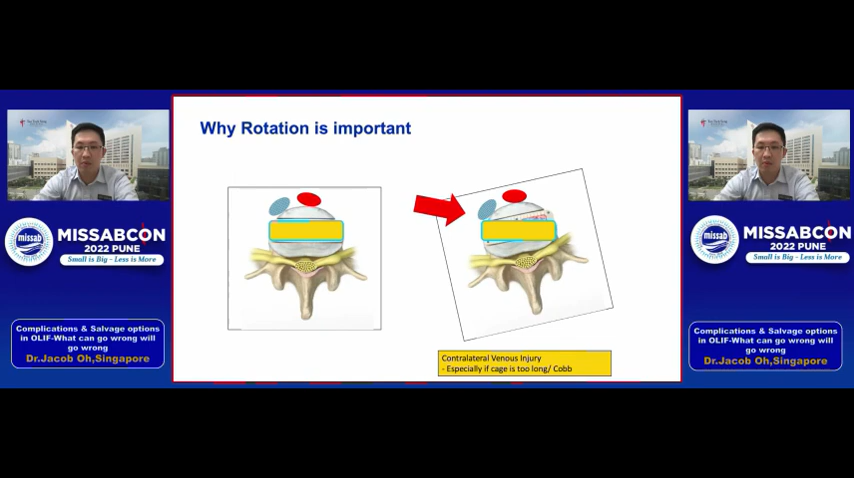 Why Rotation is important
Contralateral Venous Injury
- Especially if cage is too long/ Cobb
missab
MISSABCON
2022 PUNE
Small is Big - Less is More
Complications & Salvage options
in OLIF-What can go wrong will
go wrong
Dr.Jacob Oh,Singapore
missab
MISSABCON
2022 PUNE
Small is Big - Less is More
Complications & Salvage options
in OLIF-What can go wrong will
go wrong
Dr.Jacob Oh,Singapore